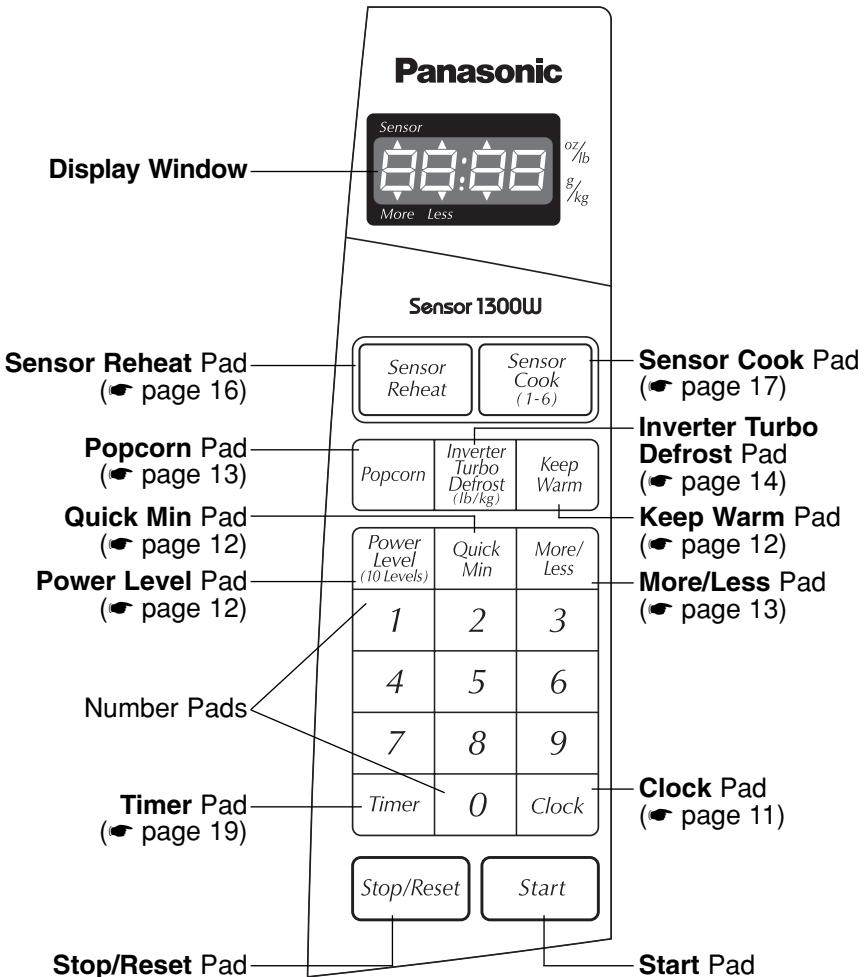 Panasonic
Sensor
88:88
oz/lb
g/kg
More Less
Display Window
Sensor 1300W
Sensor Reheat Pad
(☛ page 16)
Sensor
Reheat
Sensor
Cook
(1-6)
Sensor Cook Pad
(☛ page 17)
Popcorn Pad
(☛ page 13)
Popcorn
Inverter
Turbo
Defrost
(lb/kg)
Keep
Warm
Inverter Turbo
Defrost Pad
(☛ page 14)
Quick Min Pad
(☛ page 12)
Keep Warm Pad
(☛ page 12)
Power Level Pad
(☛ page 12)
Power
Level
(10 Levels)
Quick
Min
More/
Less
More/Less Pad
(☛ page 13)
1 2 3
4 5 6
Number Pads
7 8 9
Timer Pad
(☛ page 19)
Timer 0 Clock
Clock Pad
(☛ page 11)
Stop/Reset Start
Stop/Reset Pad
Start Pad